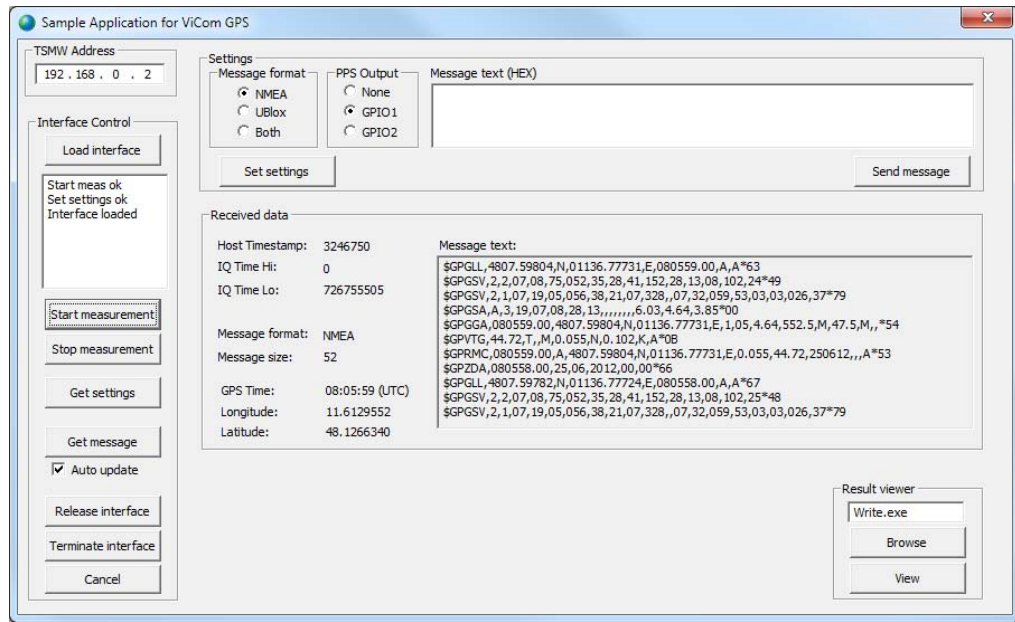 Sample Application for ViCom GPS
TSMW Address
192 . 168 . 0 . 2
Interface Control
Load interface
Start meas ok
Set settings ok
Interface loaded
Start measurement
Stop measurement
Get settings
Get message
Auto update
Release interface
Terminate interface
Cancel
Settings
Message format
NMEA
UBlox
Both
PPS Output
None
GPIO1
GPIO2
Message text (HEX)
Set settings
Send message
Received data
Host Timestamp: 3246750
IQ Time Hi: 0
IQ Time Lo: 726755505
Message format: NMEA
Message size: 52
GPS Time: 08:05:59 (UTC)
Longitude: 11.6129552
Latitude: 48.1266340
Message text:
$GPGLL,4807.59804,N,01136.77731,E,080559.00,A,A*63
$GPGSV,2,2,07,08,75,052,35,28,41,152,28,13,08,102,24*49
$GPGSV,2,1,07,19,05,056,38,21,07,328,,07,32,059,53,03,03,026,37*79
$GPGSA,A,3,19,07,08,28,13,,,,,,,,6.03,4.64,3.85*00
$GPGGA,080559.00,4807.59804,N,01136.77731,E,1,05,4.64,552.5,M,47.5,M,,*54
$GPVTG,44.72,T,,M,0.055,N,0.102,K,A*0B
$GPRMC,080559.00,A,4807.59804,N,01136.77731,E,0.055,44.72,250612,,,A*53
$GPZDA,080558.00,25,06,2012,00,00*66
$GPGLL,4807.59782,N,01136.77724,E,080558.00,A,A*67
$GPGSV,2,2,07,08,75,052,35,28,41,152,28,13,08,102,25*48
$GPGSV,2,1,07,19,05,056,38,21,07,328,,07,32,059,53,03,03,026,37*79
Result viewer
Write.exe
Browse
View